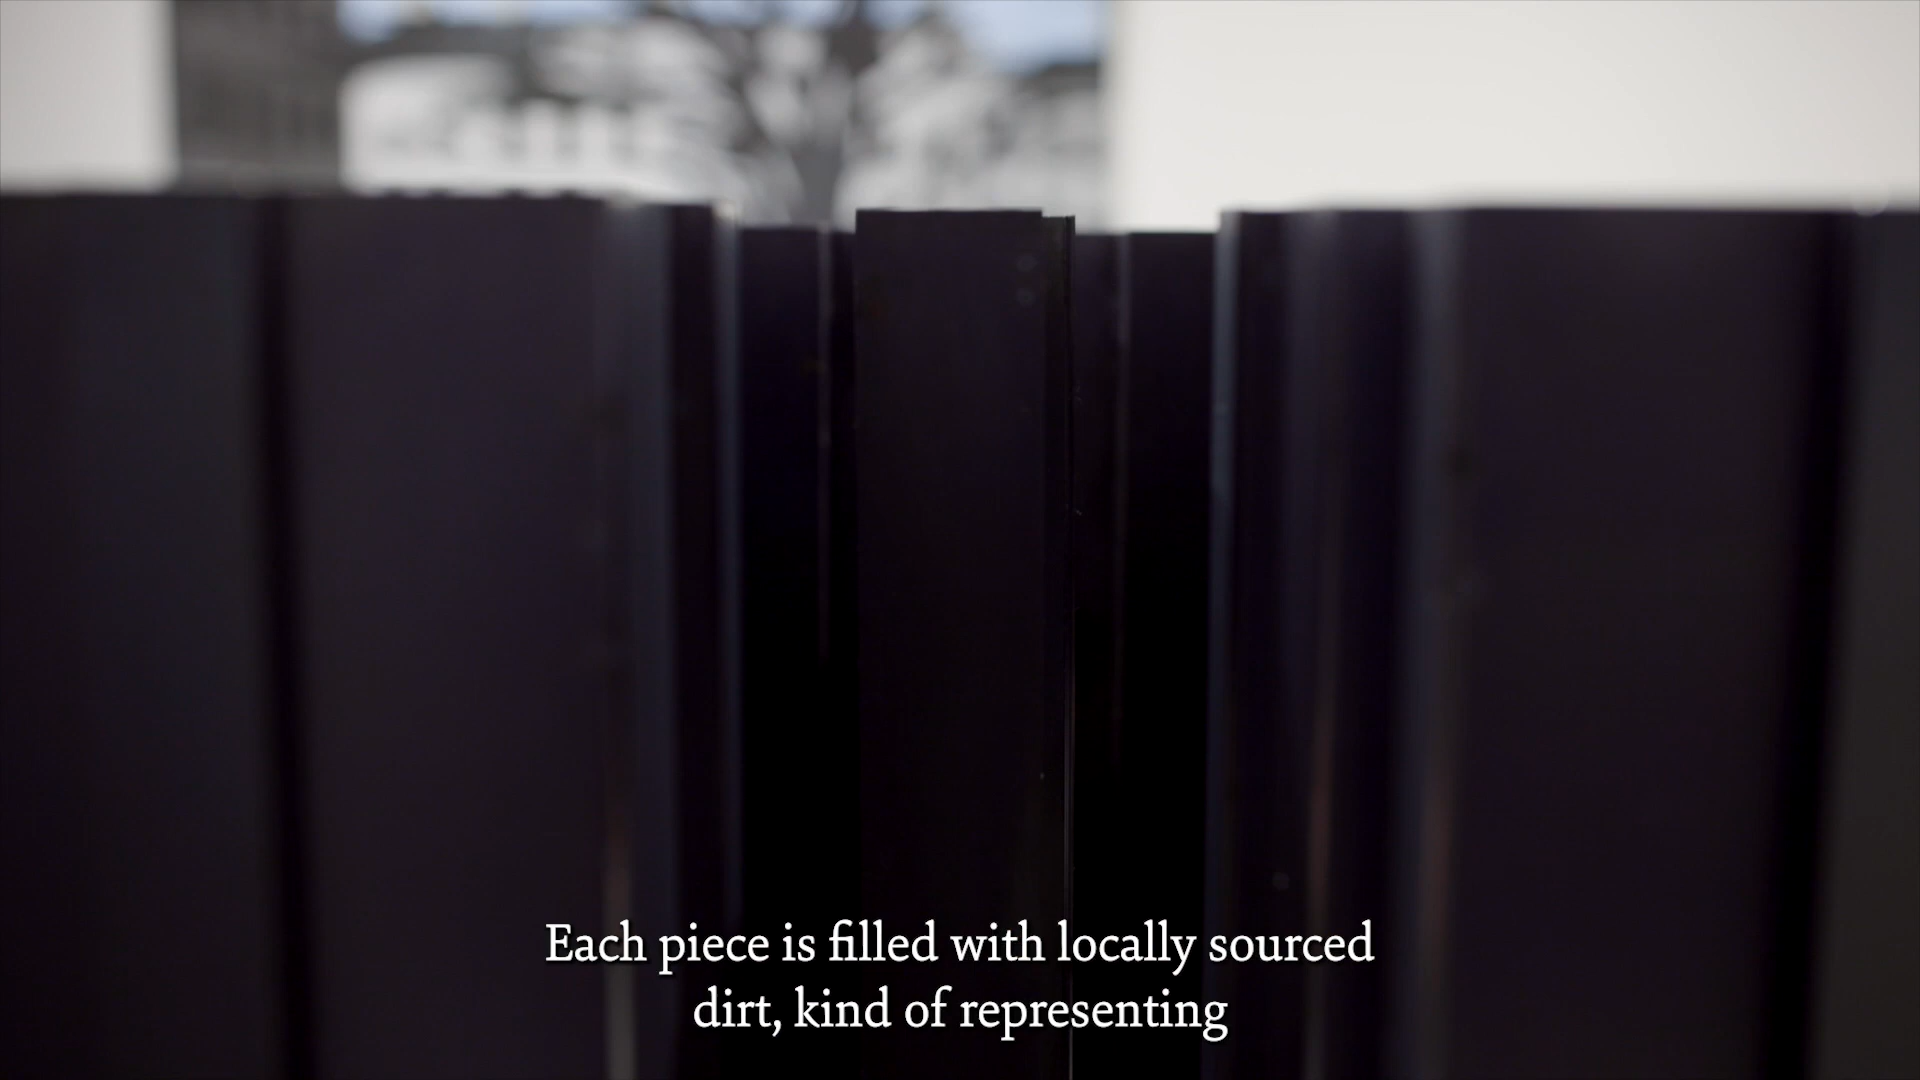 Each piece is filled with locally sourced
dirt, kind of representing